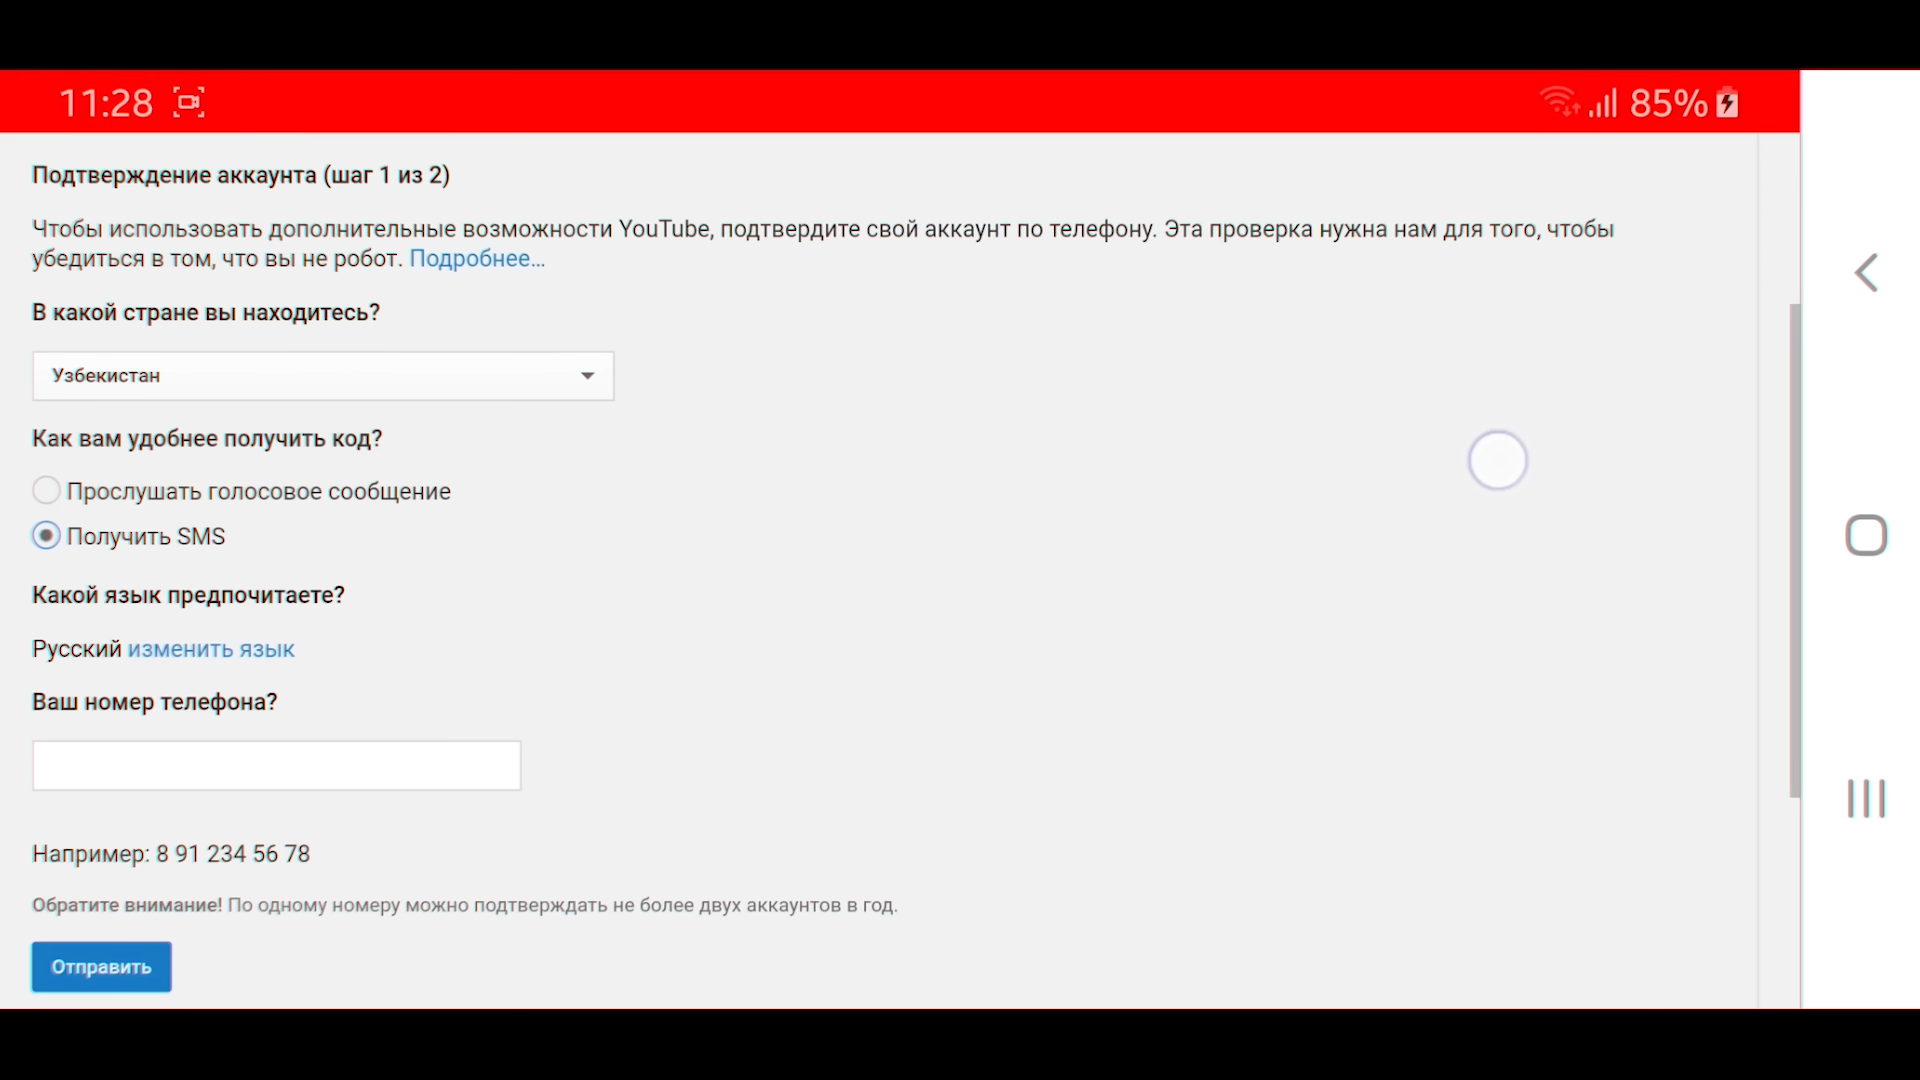 11:28 85%
Подтверждение аккаунта (шаг 1 из 2)
Чтобы использовать дополнительные возможности YouTube, подтвердите свой аккаунт по телефону. Эта проверка нужна нам для того, чтобы
убедиться в том, что вы не робот. Подробнее...
В какой стране вы находитесь?
Узбекистан
Как вам удобнее получить код?
Прослушать голосовое сообщение
Получить SMS
Какой язык предпочитаете?
Русский изменить язык
Ваш номер телефона?
Например: 8 91 234 56 78
Обратите внимание! По одному номеру можно подтверждать не более двух аккаунтов в год.
Отправить